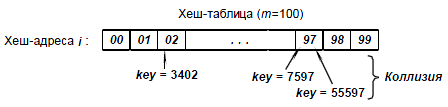 Хеш-таблица (m=100)
Хеш-адреса i : 00 01 02 . . . 97 98 99
key = 3402 key = 7597 Коллизия
key = 55597